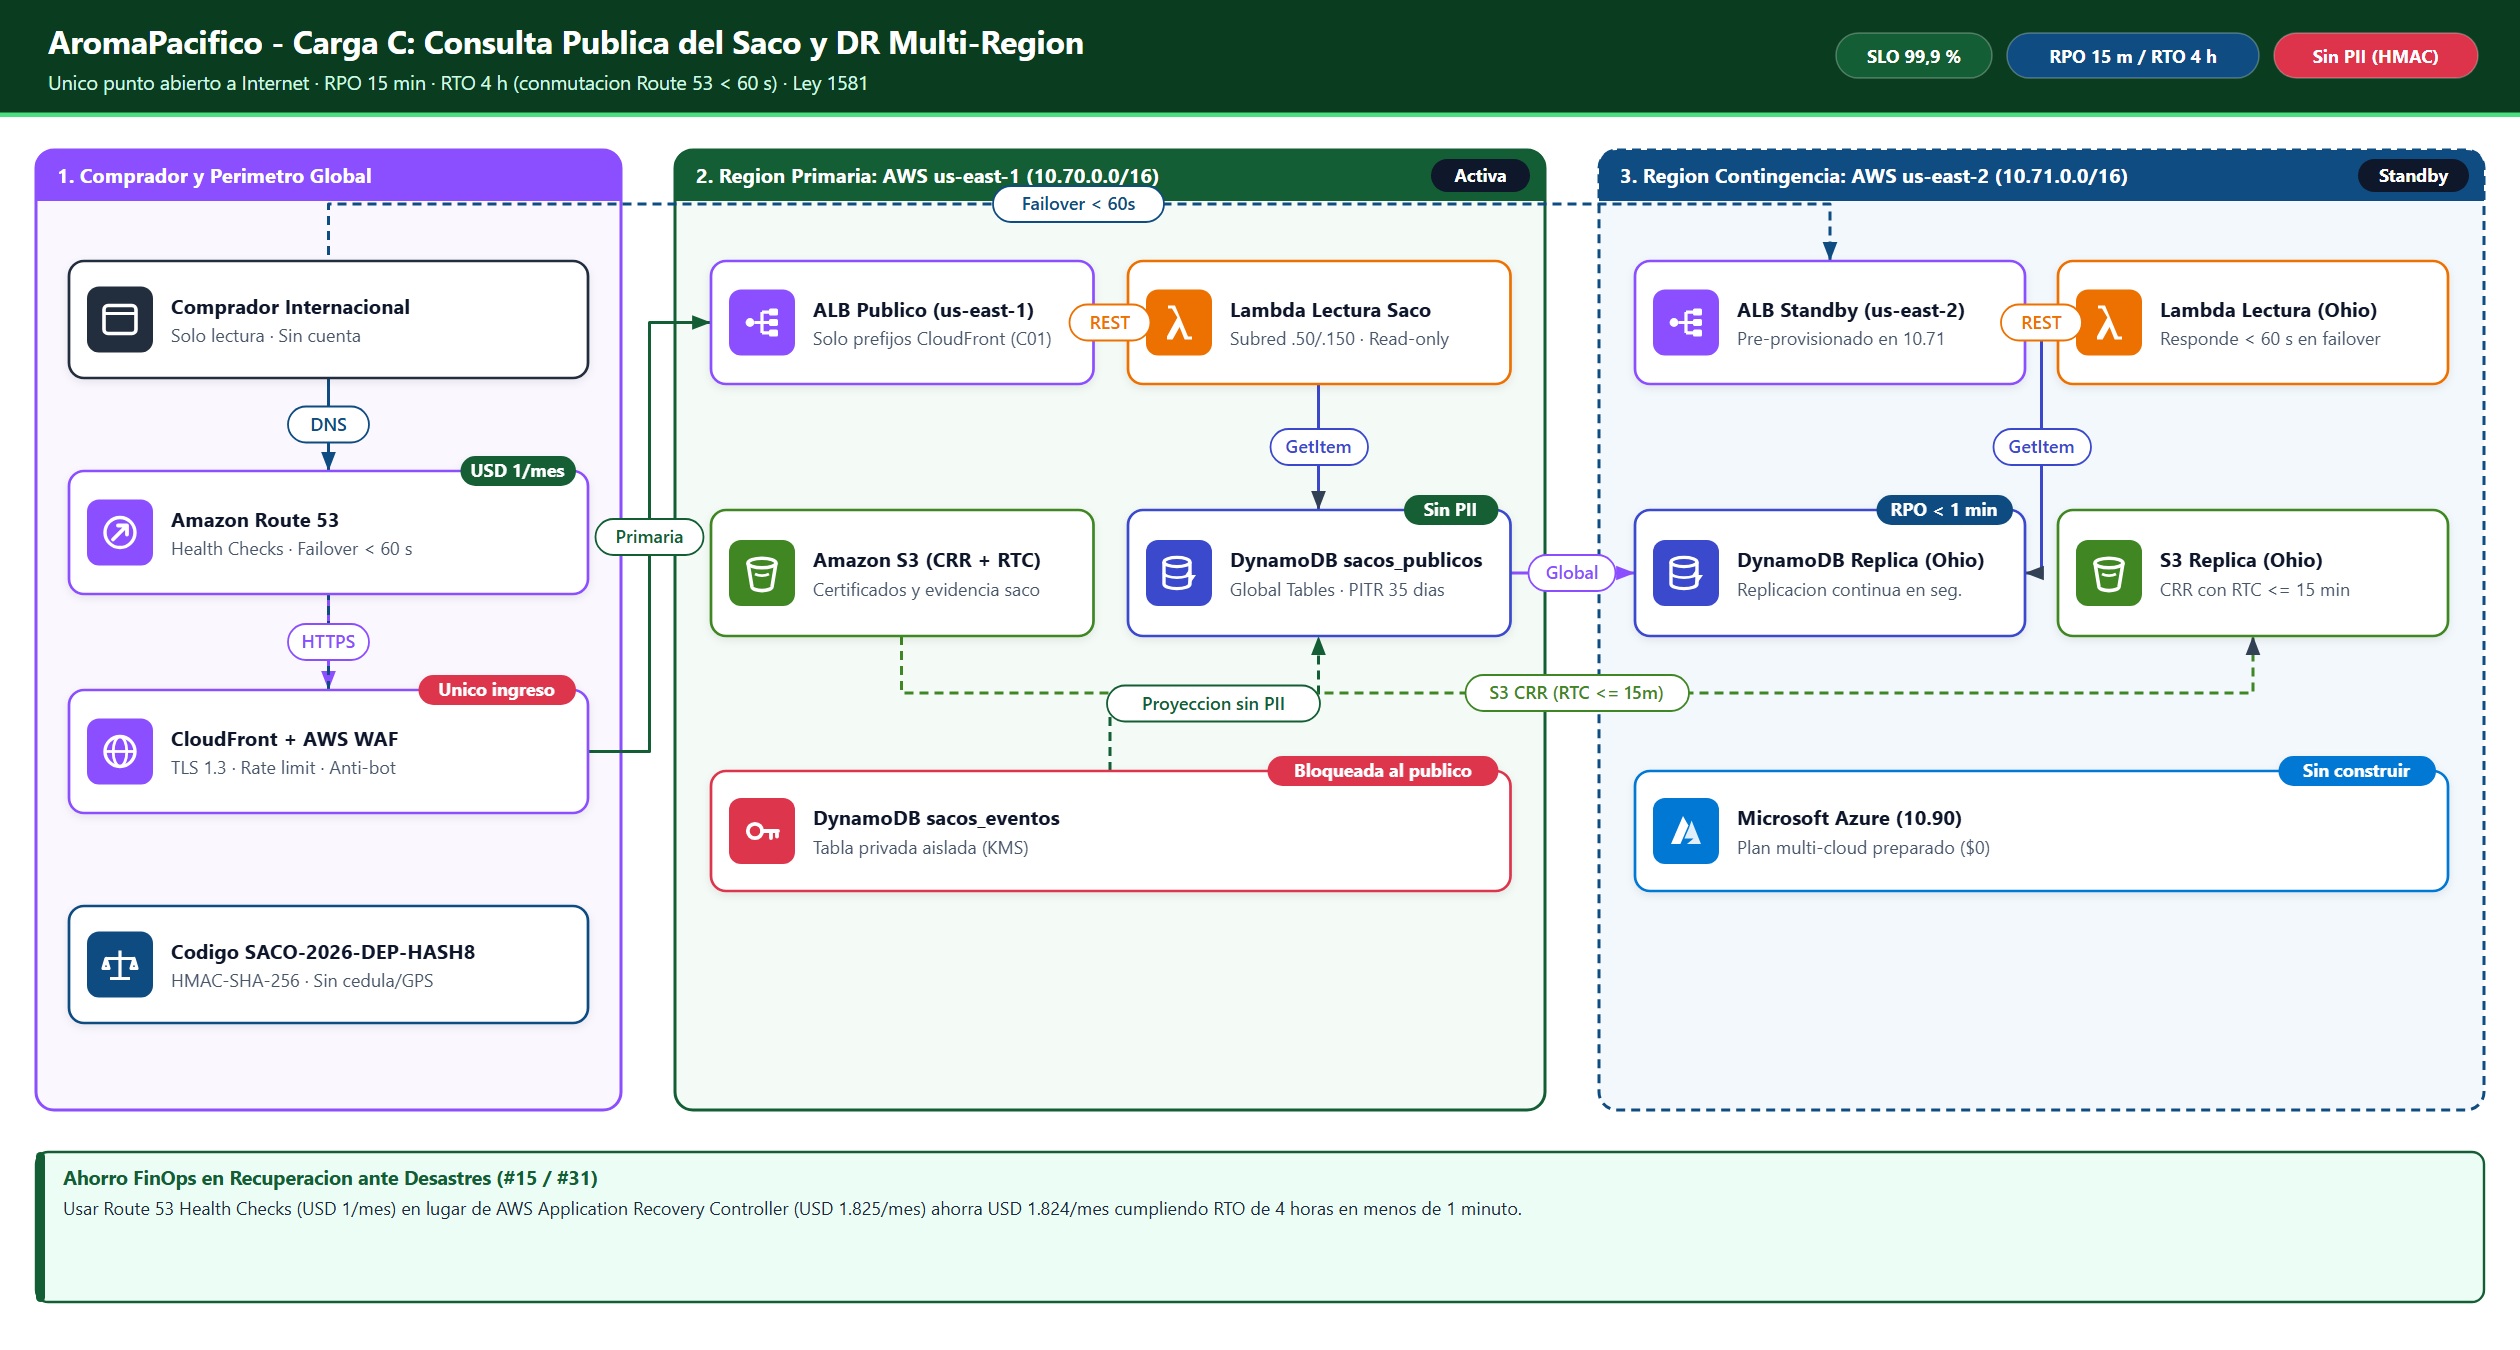 AromaPacifico - Carga C: Consulta Publica del Saco y DR Multi-Region
Unico punto abierto a Internet · RPO 15 min · RTO 4 h (conmutacion Route 53 < 60 s) · Ley 1581
SLO 99,9 %
RPO 15 m / RTO 4 h
Sin PII (HMAC)
1. Comprador y Perimetro Global
Comprador Internacional
Solo lectura · Sin cuenta
DNS
USD 1/mes
Amazon Route 53
Health Checks · Failover < 60 s
HTTPS
Unico ingreso
CloudFront + AWS WAF
TLS 1.3 · Rate limit · Anti-bot
Codigo SACO-2026-DEP-HASH8
HMAC-SHA-256 · Sin cedula/GPS
Primaria
2. Region Primaria: AWS us-east-1 (10.70.0.0/16)
Activa
Failover < 60s
ALB Publico (us-east-1)
Solo prefijos CloudFront (C01)
REST
Lambda Lectura Saco
Subred .50/.150 · Read-only
GetItem
Amazon S3 (CRR + RTC)
Certificados y evidencia saco
Sin PII
DynamoDB sacos_publicos
Global Tables · PITR 35 dias
Global
Proyeccion sin PII
S3 CRR (RTC <= 15m)
Bloqueada al publico
DynamoDB sacos_eventos
Tabla privada aislada (KMS)
3. Region Contingencia: AWS us-east-2 (10.71.0.0/16)
Standby
ALB Standby (us-east-2)
Pre-provisionado en 10.71
REST
Lambda Lectura (Ohio)
Responde < 60 s en failover
GetItem
RPO < 1 min
DynamoDB Replica (Ohio)
Replicacion continua en seg.
S3 Replica (Ohio)
CRR con RTC <= 15 min
Sin construir
Microsoft Azure (10.90)
Plan multi-cloud preparado ($0)
Ahorro FinOps en Recuperacion ante Desastres (#15 / #31)
Usar Route 53 Health Checks (USD 1/mes) en lugar de AWS Application Recovery Controller (USD 1.825/mes) ahorra USD 1.824/mes cumpliendo RTO de 4 horas en menos de 1 minuto.